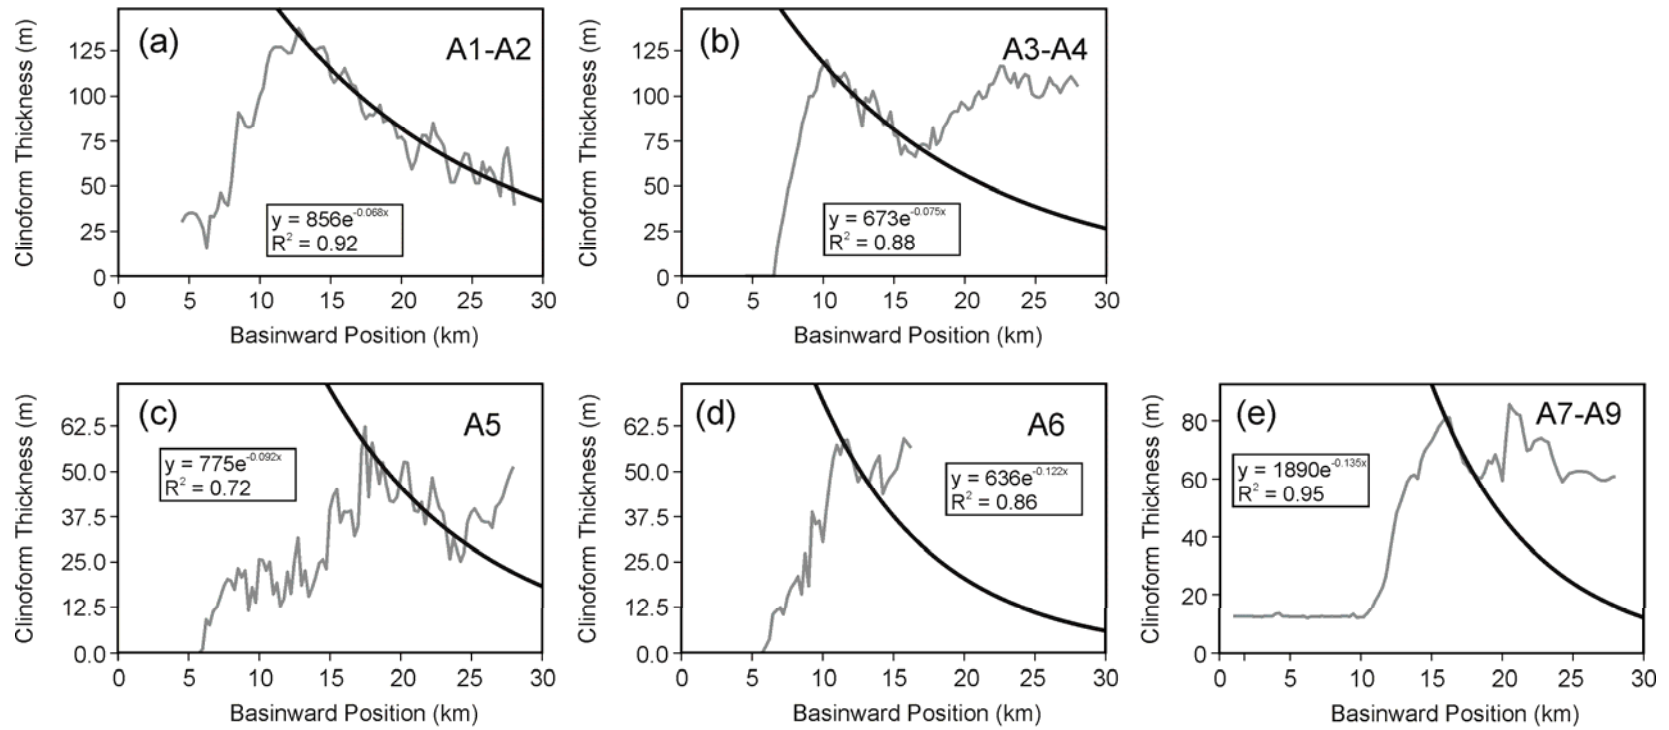 (a)
A1-A2
Clinoform Thickness (m)
125
100
75
50
25
0
y = 856e^-0.068x
R² = 0.92
0 5 10 15 20 25 30
Basinward Position (km)
(b)
A3-A4
Clinoform Thickness (m)
125
100
75
50
25
0
y = 673e^-0.075x
R² = 0.88
0 5 10 15 20 25 30
Basinward Position (km)
(c)
A5
Clinoform Thickness (m)
62.5
50.0
37.5
25.0
12.5
0.0
y = 775e^-0.092x
R² = 0.72
0 5 10 15 20 25 30
Basinward Position (km)
(d)
A6
Clinoform Thickness (m)
62.5
50.0
37.5
25.0
12.5
0.0
y = 636e^-0.122x
R² = 0.86
0 5 10 15 20 25 30
Basinward Position (km)
(e)
A7-A9
Clinoform Thickness (m)
80
60
40
20
0
y = 1890e^-0.135x
R² = 0.95
0 5 10 15 20 25 30
Basinward Position (km)